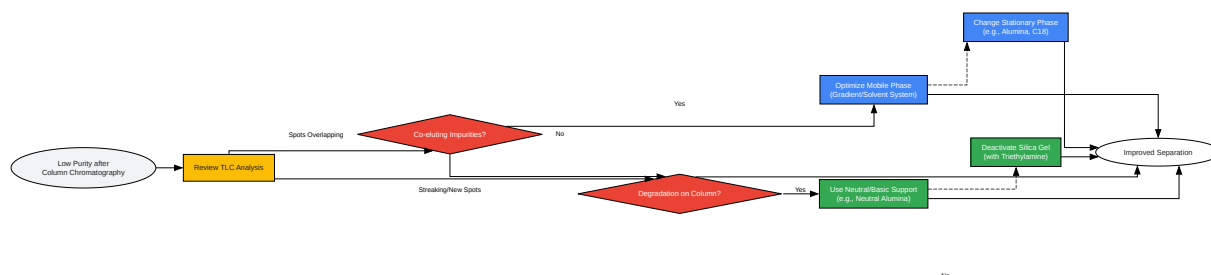 Change Stationary Phase
(e.g., Alumina, C18)
Optimize Mobile Phase
(Gradient/Solvent System)
Yes
Spots Overlapping
Co-eluting Impurities?
No
Low Purity after
Column Chromatography
Review TLC Analysis
Deactivate Silica Gel
(with Triethylamine)
Improved Separation
Streaking/New Spots
Degradation on Column?
Yes
Use Neutral/Basic Support
(e.g., Neutral Alumina)